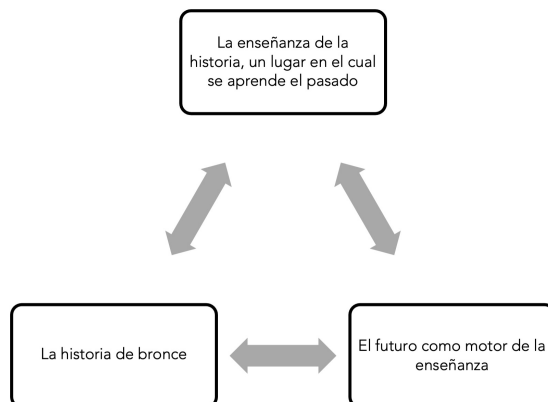 La enseñanza de la
historia, un lugar en el cual
se aprende el pasado
La historia de bronce
El futuro como motor de la
enseñanza